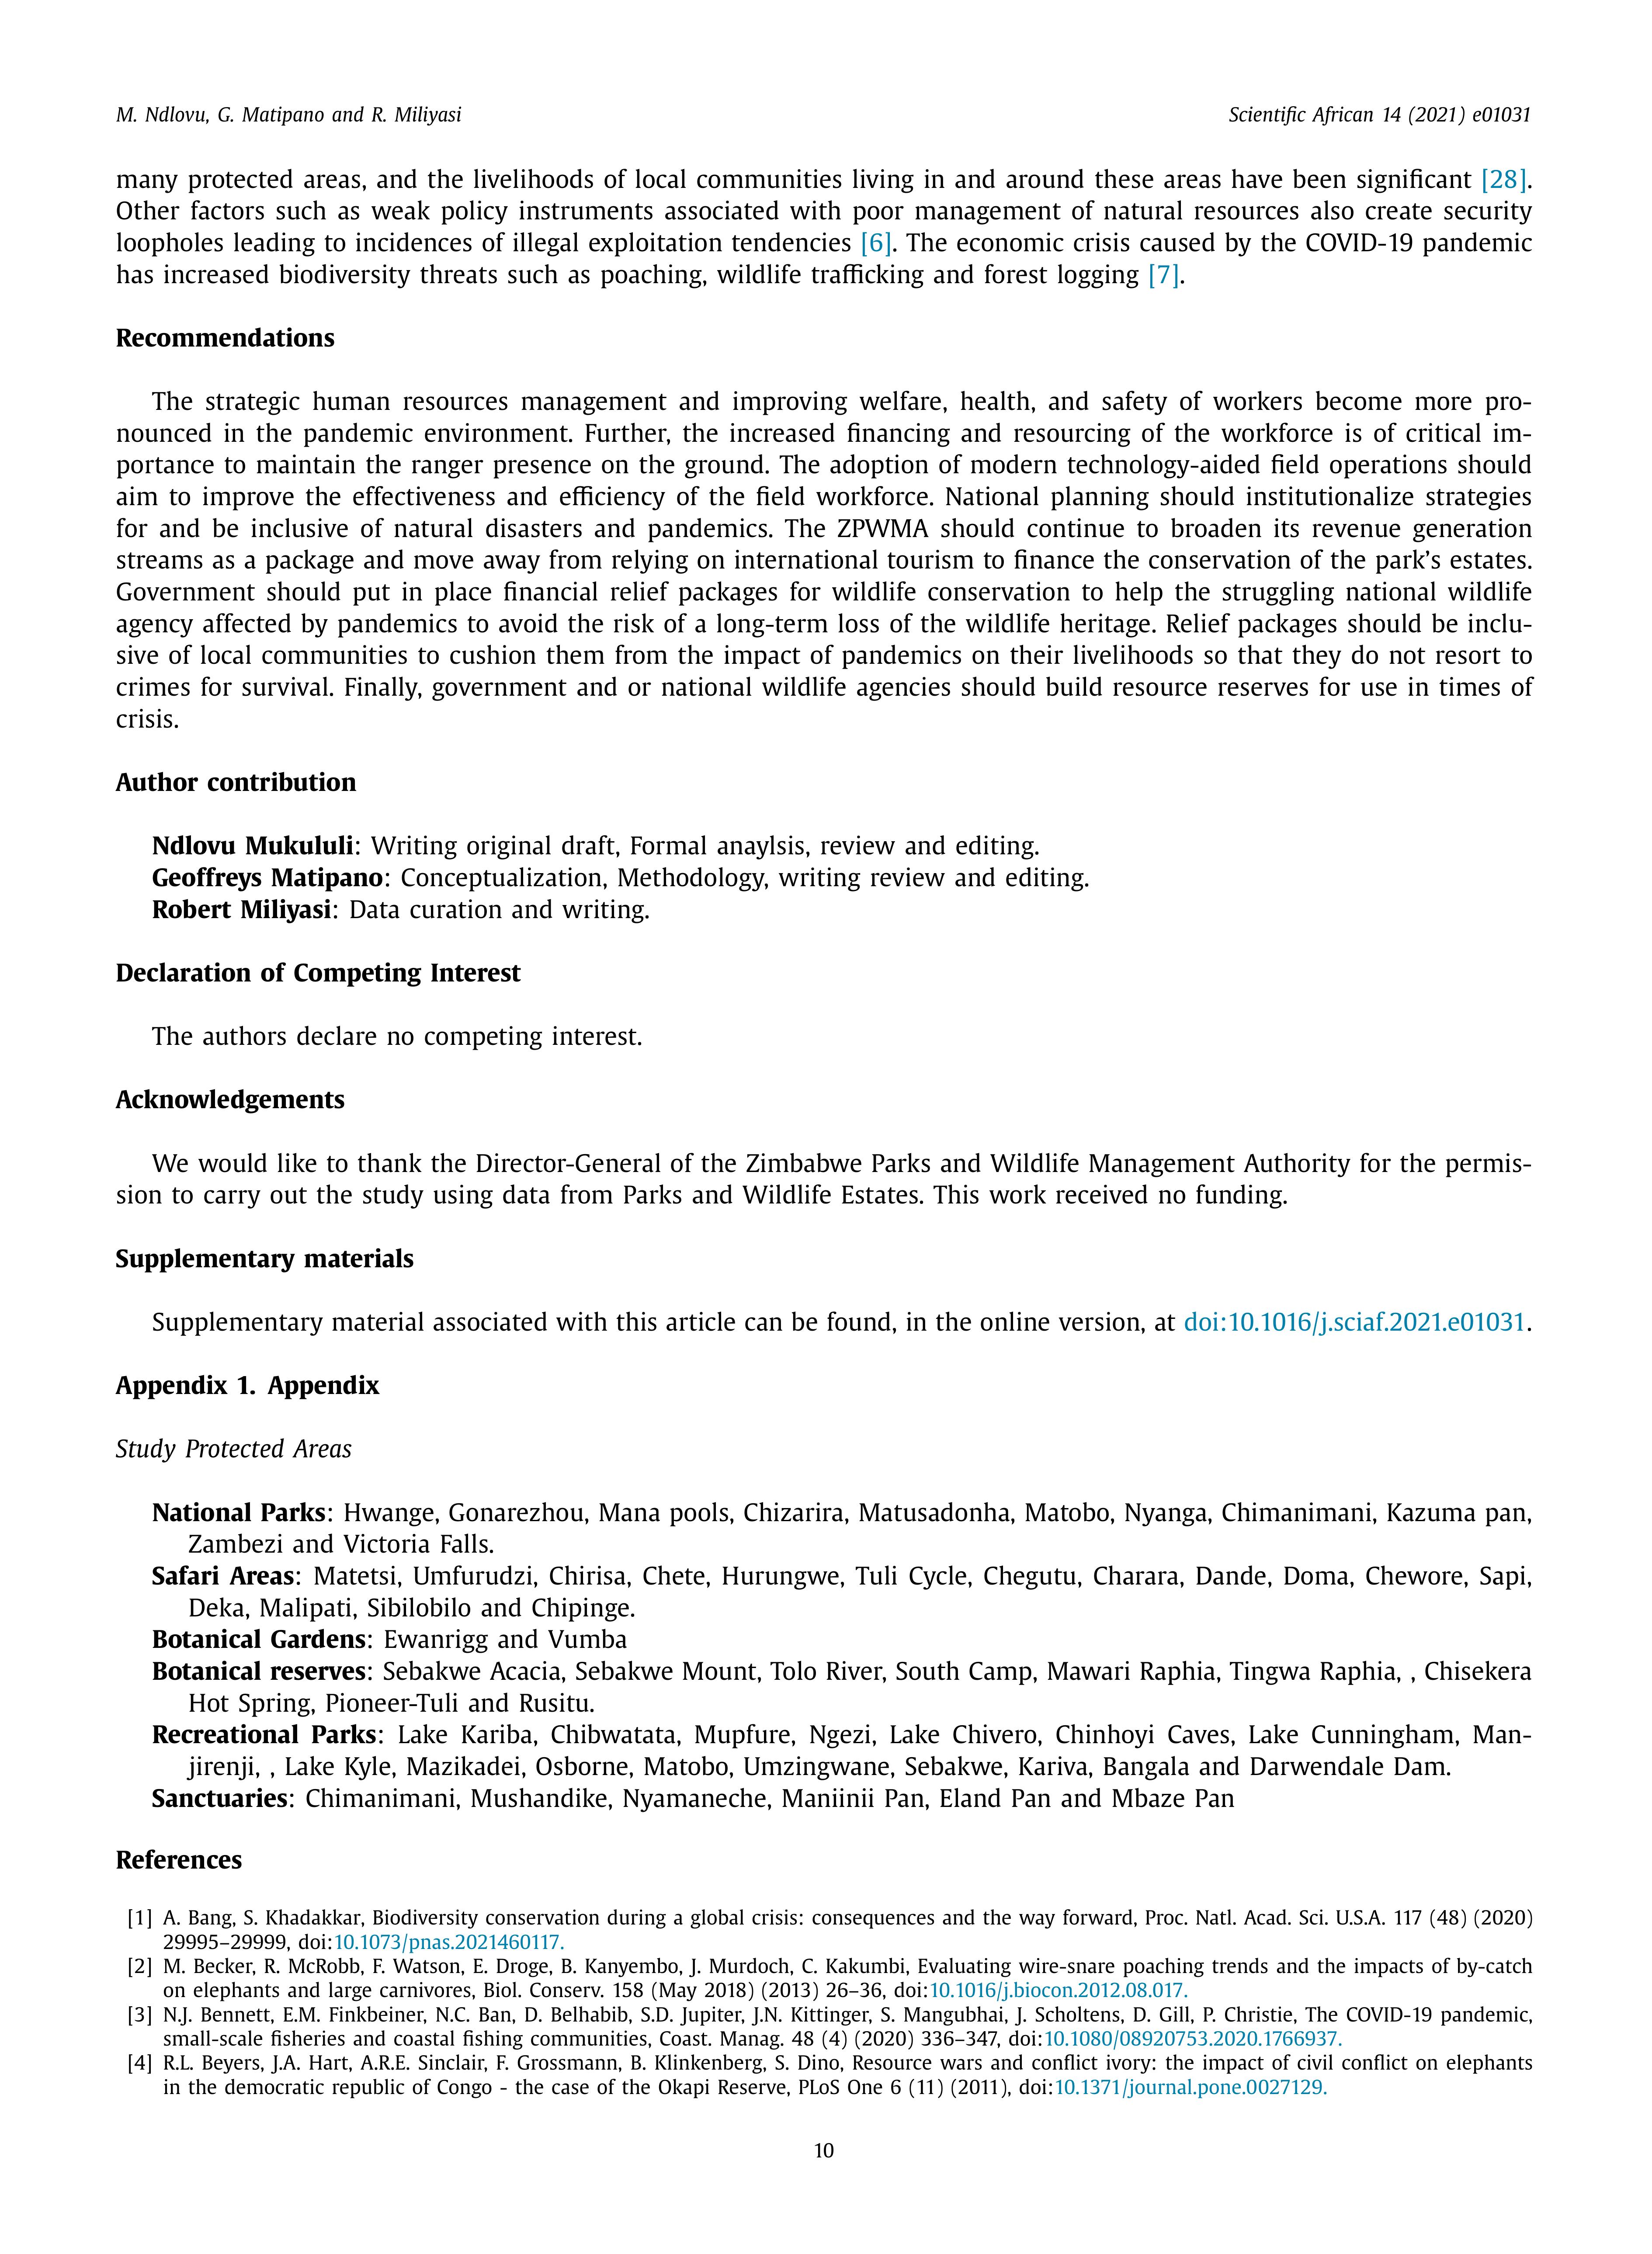 M. Ndlovu, G. Matipano and R. Miliyasi
Scientific African 14 (2021) e01031
many protected areas, and the livelihoods of local communities living in and around these areas have been significant [28].
Other factors such as weak policy instruments associated with poor management of natural resources also create security
loopholes leading to incidences of illegal exploitation tendencies [6]. The economic crisis caused by the COVID-19 pandemic
has increased biodiversity threats such as poaching, wildlife trafficking and forest logging [7].
Recommendations
The strategic human resources management and improving welfare, health, and safety of workers become more pro-
nounced in the pandemic environment. Further, the increased financing and resourcing of the workforce is of critical im-
portance to maintain the ranger presence on the ground. The adoption of modern technology-aided field operations should
aim to improve the effectiveness and efficiency of the field workforce. National planning should institutionalize strategies
for and be inclusive of natural disasters and pandemics. The ZPWMA should continue to broaden its revenue generation
streams as a package and move away from relying on international tourism to finance the conservation of the park's estates.
Government should put in place financial relief packages for wildlife conservation to help the struggling national wildlife
agency affected by pandemics to avoid the risk of a long-term loss of the wildlife heritage. Relief packages should be inclu-
sive of local communities to cushion them from the impact of pandemics on their livelihoods so that they do not resort to
crimes for survival. Finally, government and or national wildlife agencies should build resource reserves for use in times of
crisis.
Author contribution
Ndlovu Mukululi: Writing original draft, Formal anaylsis, review and editing.
Geoffreys Matipano: Conceptualization, Methodology, writing review and editing.
Robert Miliyasi: Data curation and writing.
Declaration of Competing Interest
The authors declare no competing interest.
Acknowledgements
We would like to thank the Director-General of the Zimbabwe Parks and Wildlife Management Authority for the permis-
sion to carry out the study using data from Parks and Wildlife Estates. This work received no funding.
Supplementary materials
Supplementary material associated with this article can be found, in the online version, at doi:10.1016/j.sciaf.2021.e01031.
Appendix 1. Appendix
Study Protected Areas
National Parks: Hwange, Gonarezhou, Mana pools, Chizarira, Matusadonha, Matobo, Nyanga, Chimanimani, Kazuma pan,
Zambezi and Victoria Falls.
Safari Areas: Matetsi, Umfurudzi, Chirisa, Chete, Hurungwe, Tuli Cycle, Chegutu, Charara, Dande, Doma, Chewore, Sapi,
Deka, Malipati, Sibilobilo and Chipinge.
Botanical Gardens: Ewanrigg and Vumba
Botanical reserves: Sebakwe Acacia, Sebakwe Mount, Tolo River, South Camp, Mawari Raphia, Tingwa Raphia, , Chisekera
Hot Spring, Pioneer-Tuli and Rusitu.
Recreational Parks: Lake Kariba, Chibwatata, Mupfure, Ngezi, Lake Chivero, Chinhoyi Caves, Lake Cunningham, Man-
jirenji, , Lake Kyle, Mazikadei, Osborne, Matobo, Umzingwane, Sebakwe, Kariva, Bangala and Darwendale Dam.
Sanctuaries: Chimanimani, Mushandike, Nyamaneche, Maniinii Pan, Eland Pan and Mbaze Pan
References
[1] A. Bang, S. Khadakkar, Biodiversity conservation during a global crisis: consequences and the way forward, Proc. Natl. Acad. Sci. U.S.A. 117 (48) (2020)
29995–29999, doi:10.1073/pnas.2021460117.
[2] M. Becker, R. McRobb, F. Watson, E. Droge, B. Kanyembo, J. Murdoch, C. Kakumbi, Evaluating wire-snare poaching trends and the impacts of by-catch
on elephants and large carnivores, Biol. Conserv. 158 (May 2018) (2013) 26–36, doi:10.1016/j.biocon.2012.08.017.
[3] N.J. Bennett, E.M. Finkbeiner, N.C. Ban, D. Belhabib, S.D. Jupiter, J.N. Kittinger, S. Mangubhai, J. Scholtens, D. Gill, P. Christie, The COVID-19 pandemic,
small-scale fisheries and coastal fishing communities, Coast. Manag. 48 (4) (2020) 336–347, doi:10.1080/08920753.2020.1766937.
[4] R.L. Beyers, J.A. Hart, A.R.E. Sinclair, F. Grossmann, B. Klinkenberg, S. Dino, Resource wars and conflict ivory: the impact of civil conflict on elephants
in the democratic republic of Congo - the case of the Okapi Reserve, PLoS One 6 (11) (2011), doi:10.1371/journal.pone.0027129.
10